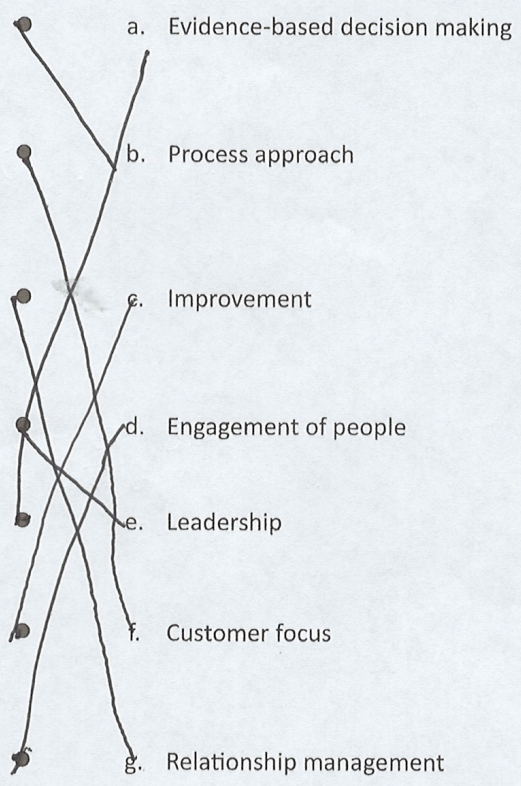 a. Evidence-based decision making
b. Process approach
c. Improvement
d. Engagement of people
e. Leadership
f. Customer focus
g. Relationship management